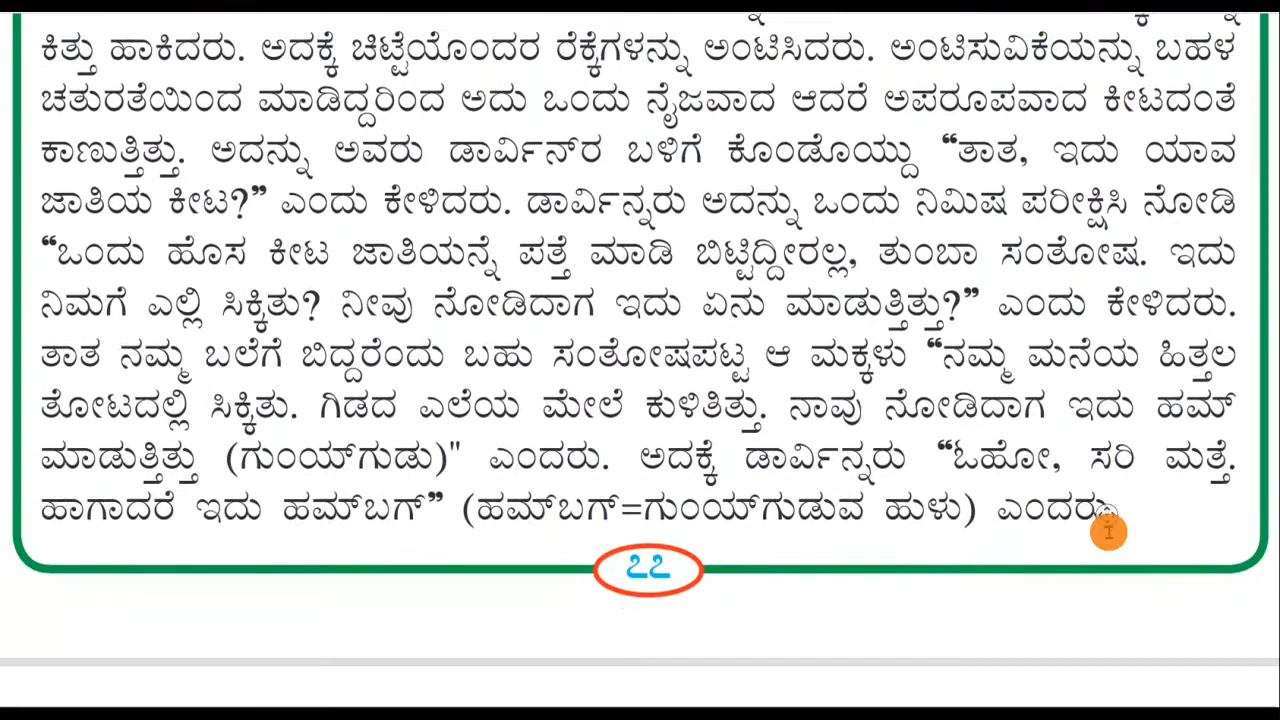 ಕಿತ್ತು ಹಾಕಿದರು. ಅದಕ್ಕೆ ಚಿಟ್ಟೆಯೊಂದರ ರೆಕ್ಕೆಗಳನ್ನು ಅಂಟಿಸಿದರು. ಅಂಟಿಸುವಿಕೆಯನ್ನು ಬಹಳ
ಚತುರತೆಯಿಂದ ಮಾಡಿದ್ದರಿಂದ ಅದು ಒಂದು ನೈಜವಾದ ಆದರೆ ಅಪರೂಪವಾದ ಕೀಟದಂತೆ
ಕಾಣುತ್ತಿತ್ತು. ಅದನ್ನು ಅವರು ಡಾರ್ವಿನ್‌ರ ಬಳಿಗೆ ಕೊಂಡೊಯ್ದು “ತಾತ, ಇದು ಯಾವ
ಜಾತಿಯ ಕೀಟ?” ಎಂದು ಕೇಳಿದರು. ಡಾರ್ವಿನ್ನರು ಅದನ್ನು ಒಂದು ನಿಮಿಷ ಪರೀಕ್ಷಿಸಿ ನೋಡಿ
“ಒಂದು ಹೊಸ ಕೀಟ ಜಾತಿಯನ್ನೆ ಪತ್ತೆ ಮಾಡಿ ಬಿಟ್ಟಿದ್ದೀರಲ್ಲ, ತುಂಬಾ ಸಂತೋಷ. ಇದು
ನಿಮಗೆ ಎಲ್ಲಿ ಸಿಕ್ಕಿತು? ನೀವು ನೋಡಿದಾಗ ಇದು ಏನು ಮಾಡುತ್ತಿತ್ತು?” ಎಂದು ಕೇಳಿದರು.
ತಾತ ನಮ್ಮ ಬಲೆಗೆ ಬಿದ್ದರೆಂದು ಬಹು ಸಂತೋಷಪಟ್ಟ ಆ ಮಕ್ಕಳು “ನಮ್ಮ ಮನೆಯ ಹಿತ್ತಲ
ತೋಟದಲ್ಲಿ ಸಿಕ್ಕಿತು. ಗಿಡದ ಎಲೆಯ ಮೇಲೆ ಕುಳಿತಿತ್ತು. ನಾವು ನೋಡಿದಾಗ ಇದು ಹಮ್
ಮಾಡುತ್ತಿತ್ತು (ಗುಂಯ್‌ಗುಡು)" ಎಂದರು. ಅದಕ್ಕೆ ಡಾರ್ವಿನ್ನರು “ಓಹೋ, ಸರಿ ಮತ್ತೆ.
ಹಾಗಾದರೆ ಇದು ಹಮ್‌ಬಗ್” (ಹಮ್‌ಬಗ್=ಗುಂಯ್‌ಗುಡುವ ಹುಳು) ಎಂದರು
೭೭